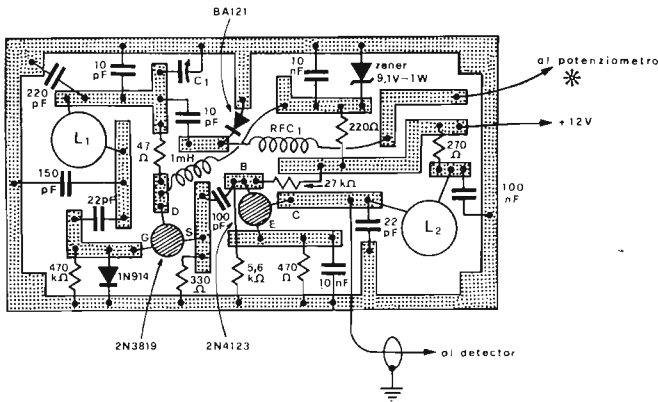 BA121
10 pF
C1
10 nF
zener 9,1V-1W
al potenziometro
220 pF
10 pF
RFC1
220Ω
+12V
L1
47 Ω
1mH
270 Ω
150 pF
B
27 kΩ
100 nF
22pF
D
100 pF
C
22 pF
L2
G
S
E
470 kΩ
1N914
330 Ω
5,6 kΩ
470 Ω
10 nF
2N3819
2N4123
al detector